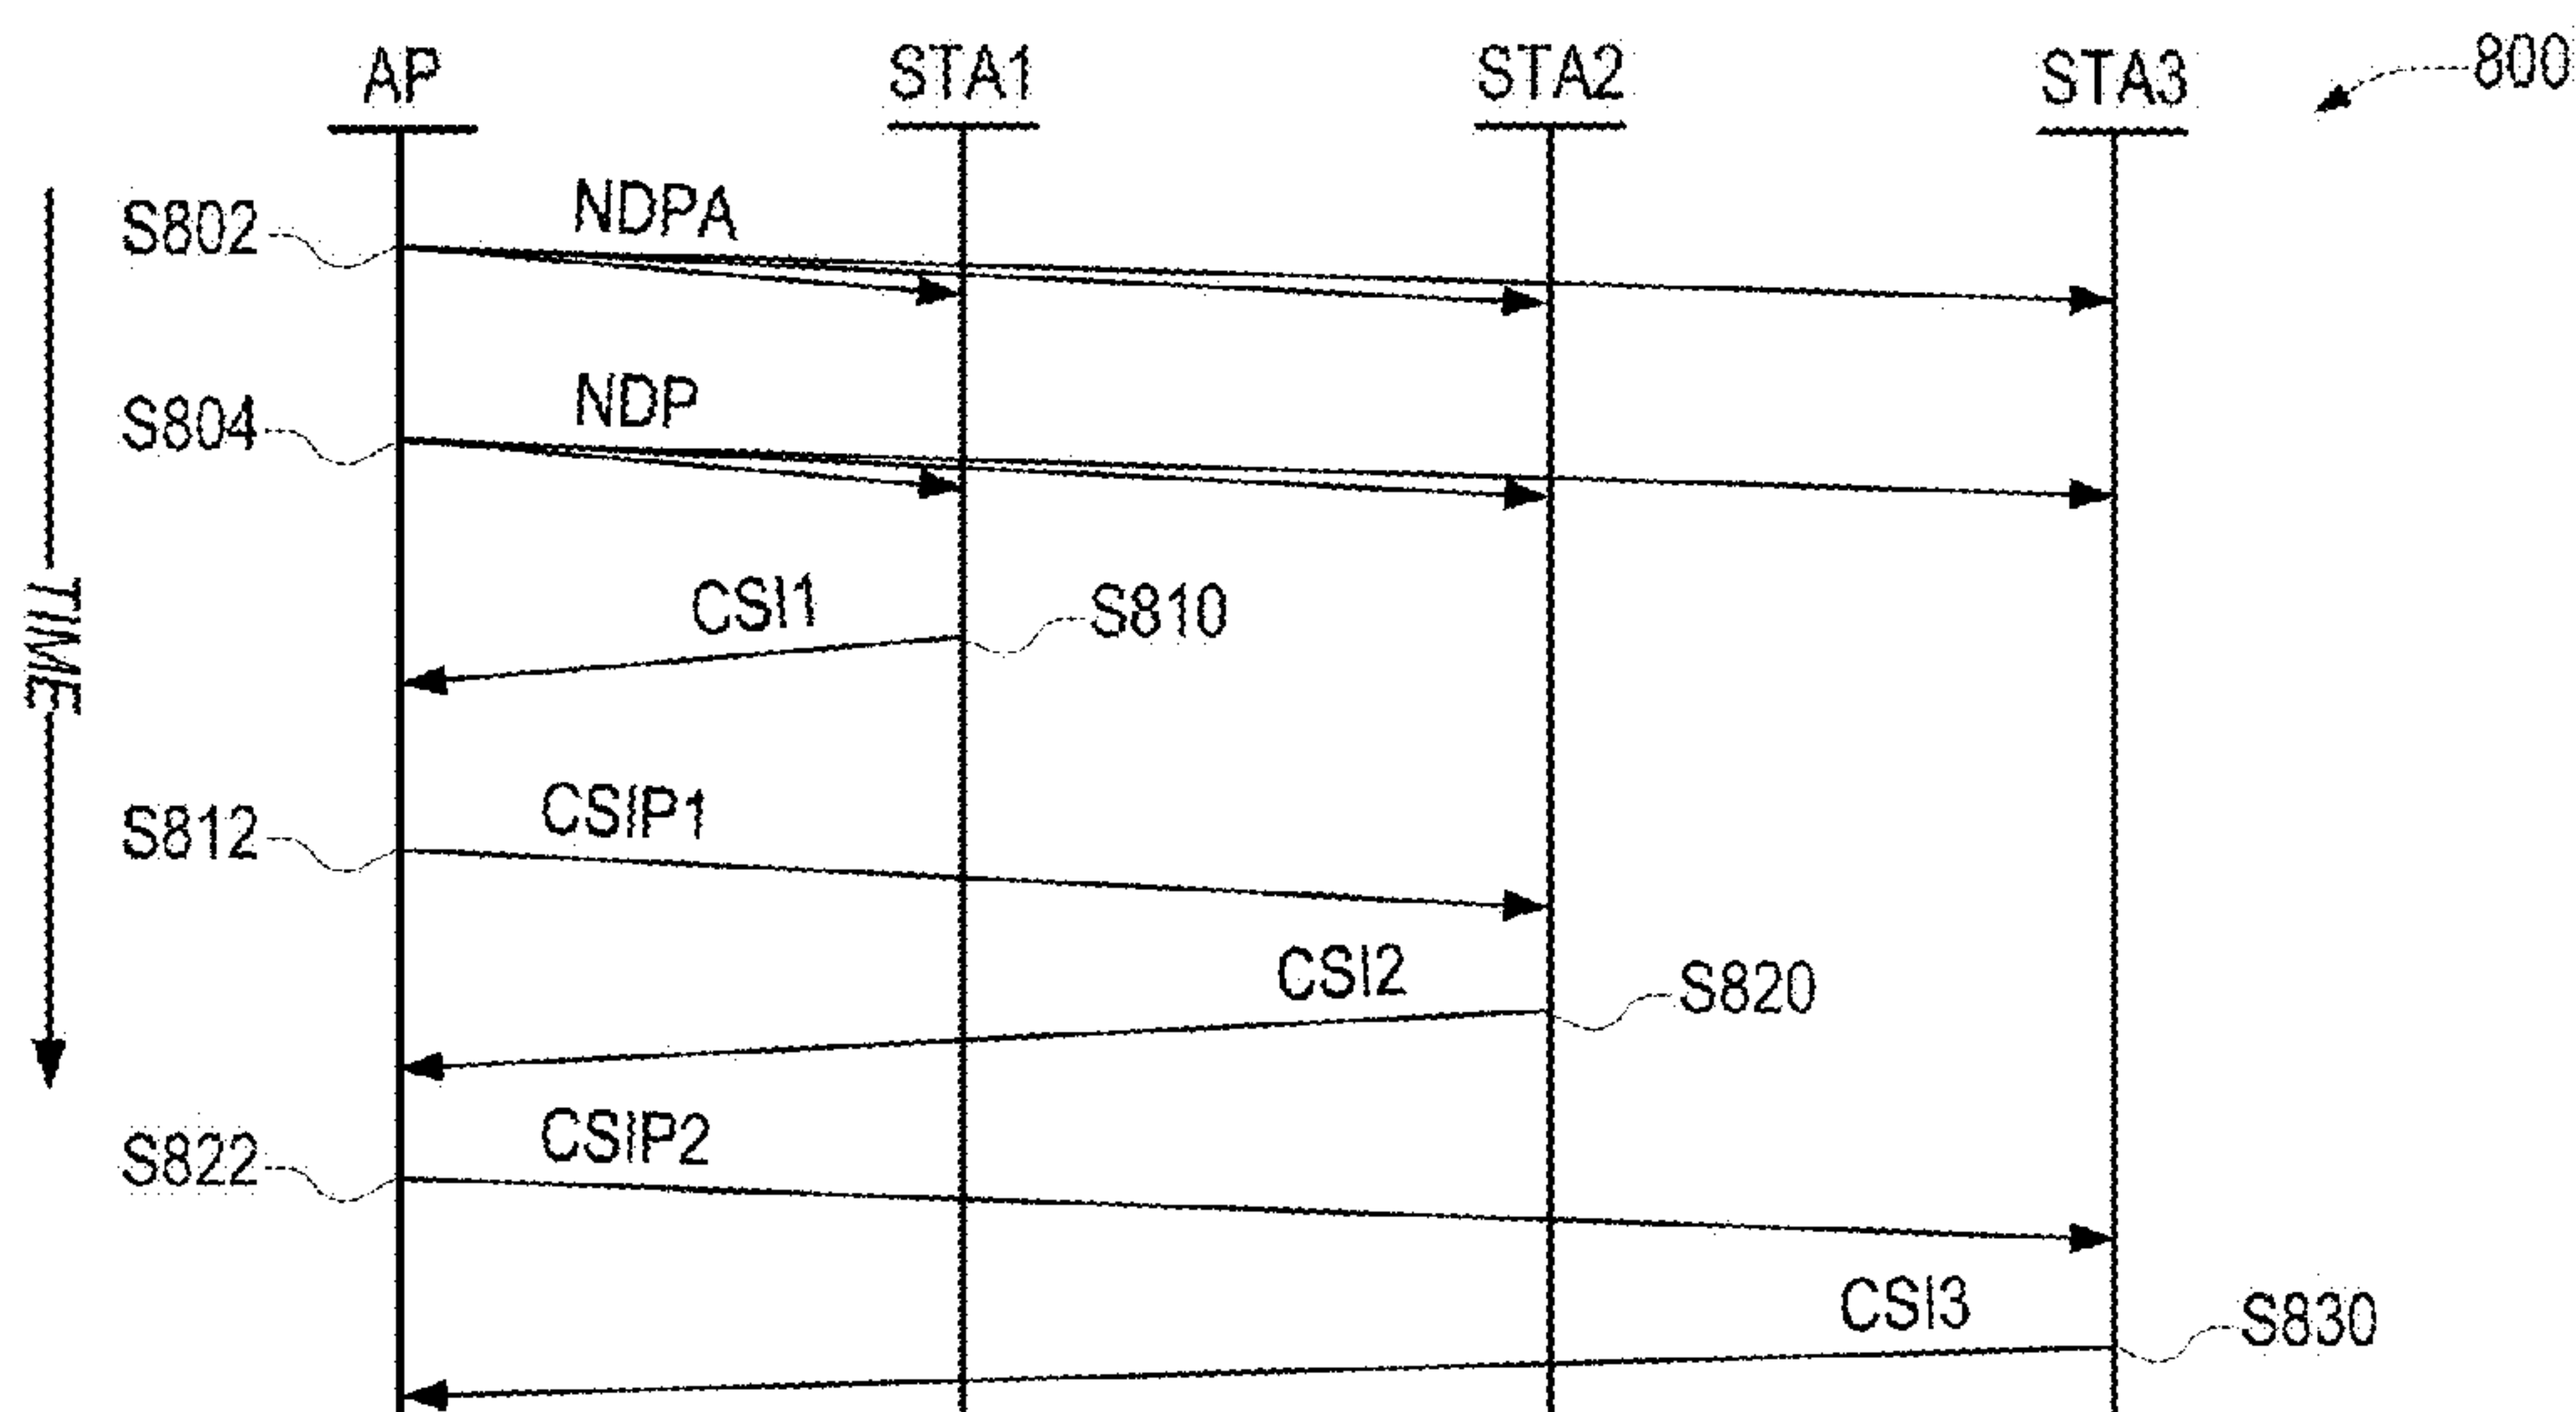 AP
STA1
STA2
STA3
800
NDPA
S802
NDP
S804
TIME
CSI1
S810
CSIP1
S812
CSI2
S820
CSIP2
S822
CSI3
S830